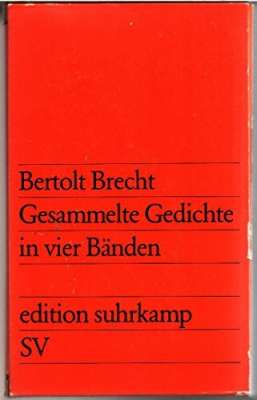 Bertolt Brecht
Gesammelte Gedichte
in vier Bänden
edition suhrkamp
SV